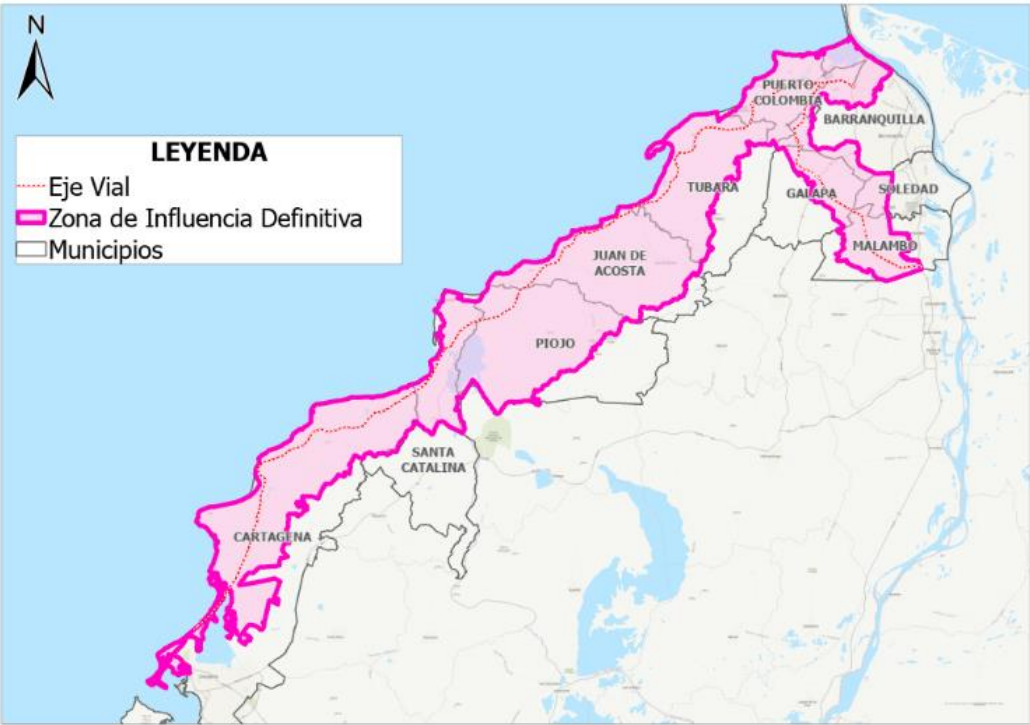 N
LEYENDA
Eje Vial
Zona de Influencia Definitiva
Municipios
PUERTO
COLOMBIA
BARRANQUILLA
TUBARA
GALAPA
SOLEDAD
MALAMBO
JUAN DE
ACOSTA
PIOJO
SANTA
CATALINA
CARTAGENA